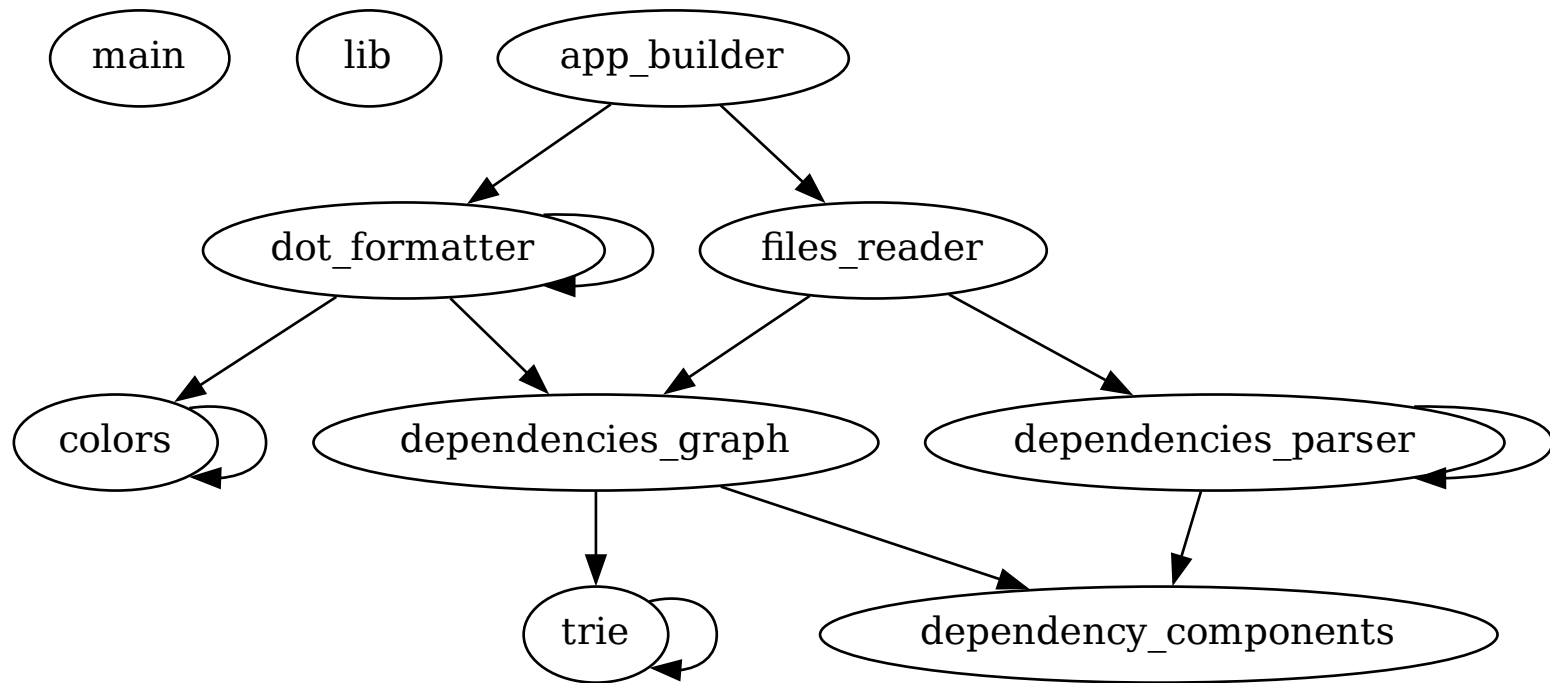 main
lib
app_builder
dot_formatter
files_reader
colors
dependencies_graph
dependencies_parser
trie
dependency_components